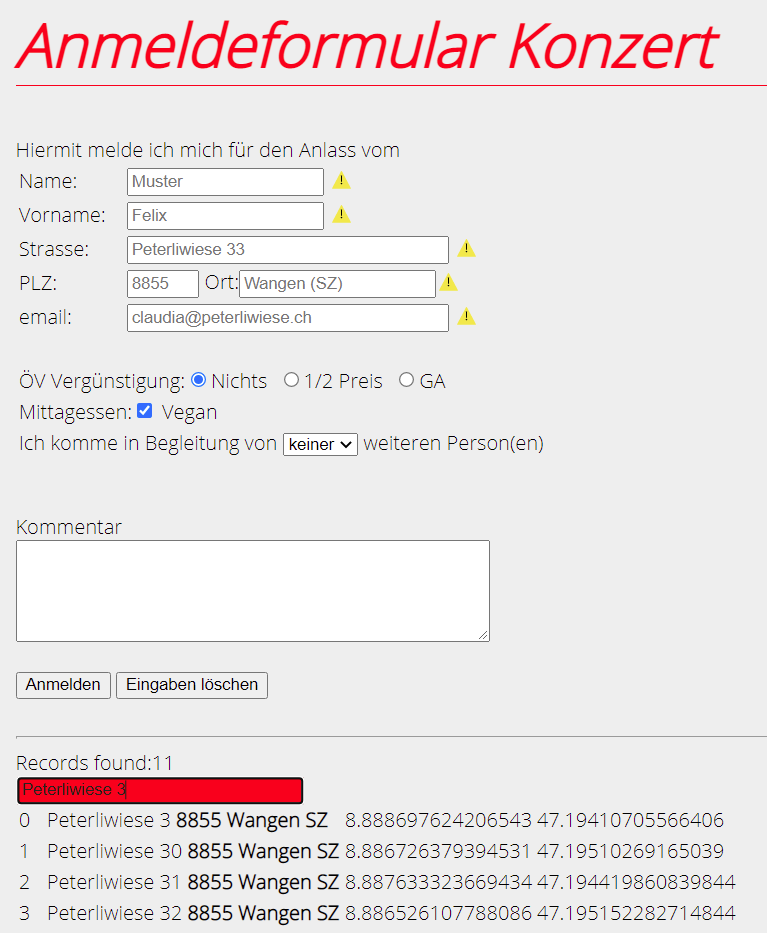 Anmeldeformular Konzert
Hiermit melde ich mich für den Anlass vom
Name: Muster
Vorname: Felix
Strasse: Peterliwiese 33
PLZ: 8855 Ort: Wangen (SZ)
email: claudia@peterliwiese.ch
ÖV Vergünstigung: Nichts 1/2 Preis GA
Mittagessen: Vegan
Ich komme in Begleitung von keiner weiteren Person(en)
Kommentar
Anmelden Eingaben löschen
Records found:11
Peterliwiese 3
0 Peterliwiese 3 8855 Wangen SZ 8.888697624206543 47.19410705566406
1 Peterliwiese 30 8855 Wangen SZ 8.886726379394531 47.19510269165039
2 Peterliwiese 31 8855 Wangen SZ 8.887633323669434 47.194419860839844
3 Peterliwiese 32 8855 Wangen SZ 8.886526107788086 47.195152282714844